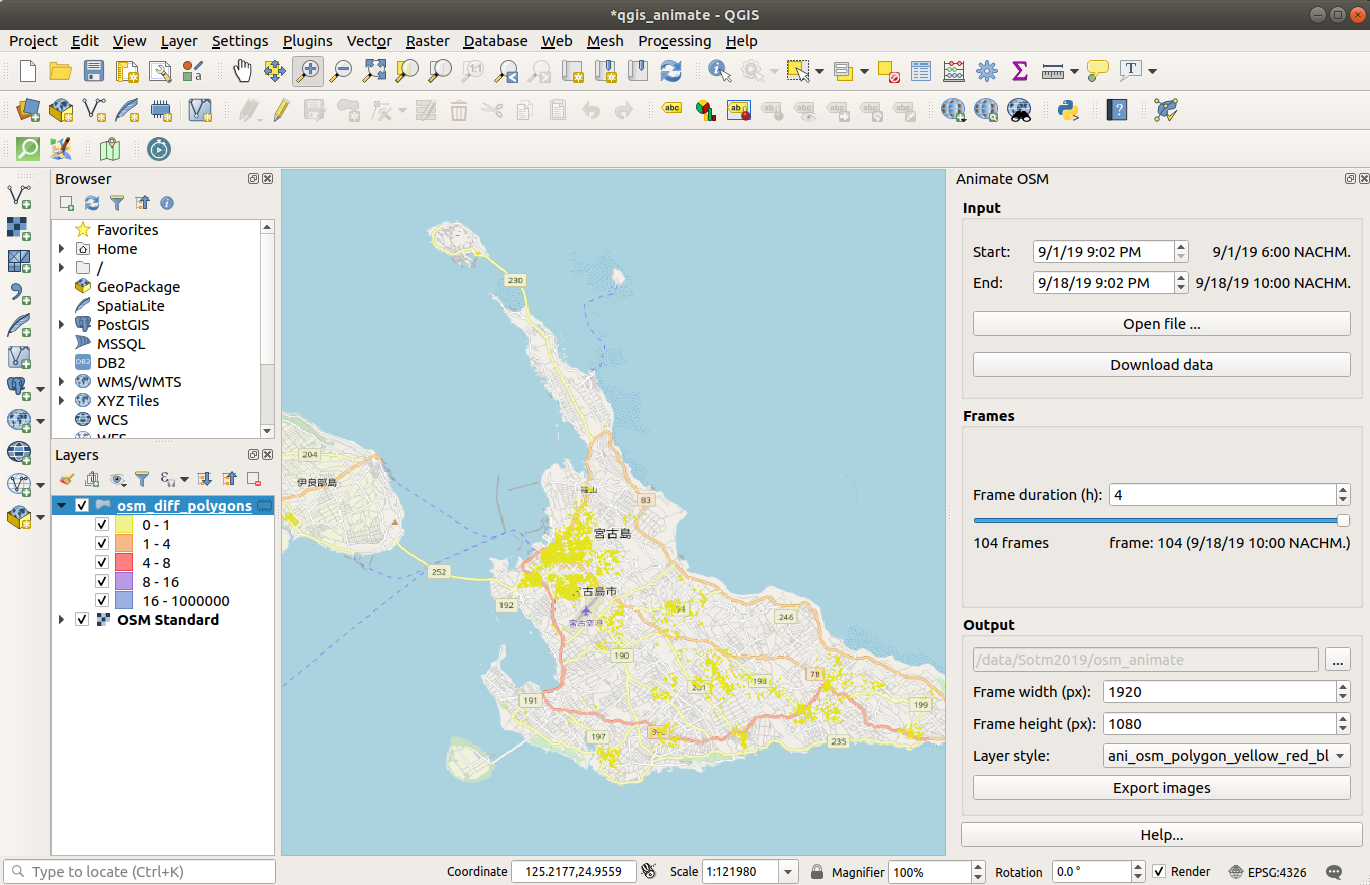 *qgis_animate - QGIS
Project Edit View Layer Settings Plugins Vector Raster Database Web Mesh Processing Help
Browser
Favorites
Home
/
GeoPackage
SpatiaLite
PostGIS
MSSQL
DB2
WMS/WMTS
XYZ Tiles
WCS
WFS
Layers
osm_diff_polygons
0 - 1
1 - 4
4 - 8
8 - 16
16 - 1000000
OSM Standard
230
204
伊良部島
83
福山
宮古島
252
192
宮古島市
宮古空港
246
190
201
193
78
191
199
197
235
Animate OSM
Input
Start: 9/1/19 9:02 PM 9/1/19 6:00 NACHM.
End: 9/18/19 9:02 PM 9/18/19 10:00 NACHM.
Open file ...
Download data
Frames
Frame duration (h): 4
104 frames frame: 104 (9/18/19 10:00 NACHM.)
Output
/data/Sotm2019/osm_animate ...
Frame width (px): 1920
Frame height (px): 1080
Layer style: ani_osm_polygon_yellow_red_bl
Export images
Help...
Type to locate (Ctrl+K) Coordinate 125.2177,24.9559 Scale 1:121980 Magnifier 100% Rotation 0.0 ° Render EPSG:4326